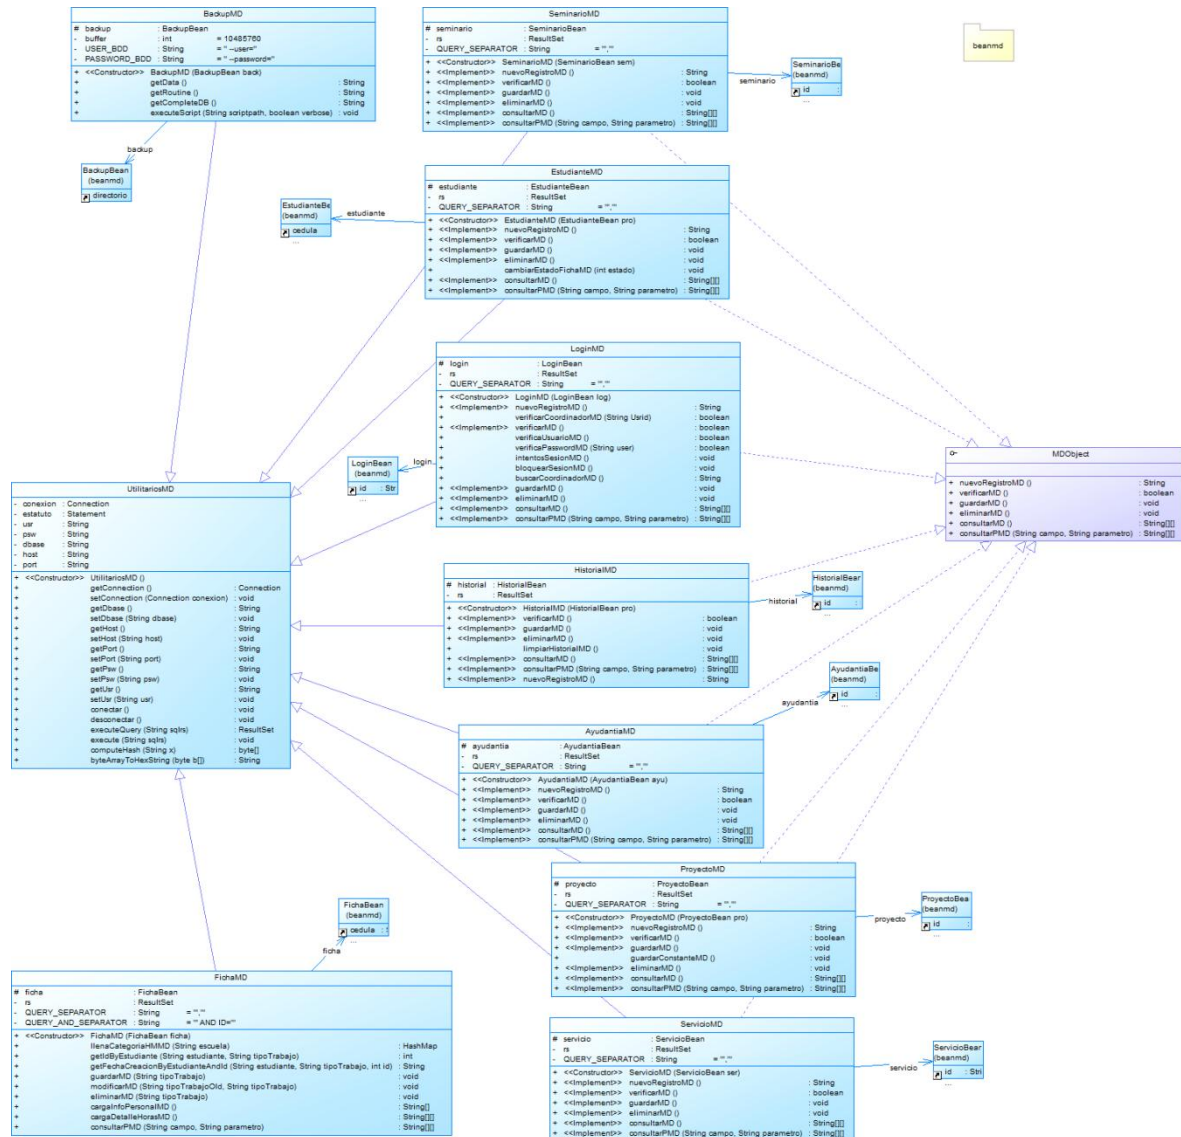 BackupMD
# backup : BackupBean
- buffer : int = 10485760
- USER_BDD : String = " --user="
- PASSWORD_BDD : String = " --password="
+ <<Constructor>> BackupMD (BackupBean back)
+ getData () : String
+ getRoutine () : String
+ getCompleteDB () : String
+ executeScript (String scriptpath, boolean verbose) : void
backup
BackupBean
(beanmd)
directorio
SeminarioMD
# seminario : SeminarioBean
- rs : ResultSet
- QUERY_SEPARATOR : String = "',"
+ <<Constructor>> SeminarioMD (SeminarioBean sem)
+ <<Implement>> nuevoRegistroMD () : String
+ <<Implement>> verificarMD () : boolean
+ <<Implement>> guardarMD () : void
+ <<Implement>> eliminarMD () : void
+ <<Implement>> consultarMD () : String[][]
+ <<Implement>> consultarPMD (String campo, String parametro) : String[][]
seminario
SeminarioBe
(beanmd)
id :
...
beanmd
EstudianteMD
# estudiante : EstudianteBean
- rs : ResultSet
- QUERY_SEPARATOR : String = "',"
+ <<Constructor>> EstudianteMD (EstudianteBean pro)
+ <<Implement>> nuevoRegistroMD () : String
+ <<Implement>> verificarMD () : boolean
+ <<Implement>> guardarMD () : void
+ <<Implement>> eliminarMD () : void
+ cambiarEstadoFichaMD (int estado) : void
+ <<Implement>> consultarMD () : String[][]
+ <<Implement>> consultarPMD (String campo, String parametro) : String[][]
estudiante
EstudianteBe
(beanmd)
cedula
...
LoginMD
# login : LoginBean
- rs : ResultSet
- QUERY_SEPARATOR : String = "',"
+ <<Constructor>> LoginMD (LoginBean log)
+ <<Implement>> nuevoRegistroMD () : String
+ verificarCoordinadorMD (String Usrid) : boolean
+ <<Implement>> verificarMD () : boolean
+ verificaUsuarioMD () : boolean
+ verificaPasswordMD (String user) : boolean
+ intentosSesionMD () : void
+ bloquearSesionMD () : void
+ buscarCoordinadorMD () : String
+ <<Implement>> guardarMD () : void
+ <<Implement>> eliminarMD () : void
+ <<Implement>> consultarMD () : String[][]
+ <<Implement>> consultarPMD (String campo, String parametro) : String[][]
login
LoginBean
(beanmd)
id : Str
...
MDObject
+ nuevoRegistroMD () : String
+ verificarMD () : boolean
+ guardarMD () : void
+ eliminarMD () : void
+ consultarMD () : String[][]
+ consultarPMD (String campo, String parametro) : String[][]
UtilitariosMD
- conexion : Connection
- estatuto : Statement
- usr : String
- psw : String
- dbase : String
- host : String
- port : String
+ <<Constructor>> UtilitariosMD ()
+ getConnection () : Connection
+ setConnection (Connection conexion) : void
+ getDbase () : String
+ setDbase (String dbase) : void
+ getHost () : String
+ setHost (String host) : void
+ getPort () : String
+ setPort (String port) : void
+ getPsw () : String
+ setPsw (String psw) : void
+ getUsr () : String
+ setUsr (String usr) : void
+ conectar () : void
+ desconectar () : void
+ executeQuery (String sqlrs) : ResultSet
+ execute (String sqlrs) : void
+ computeHash (String x) : byte[]
+ byteArrayToHexString (byte b[]) : String
HistorialMD
# historial : HistorialBean
- rs : ResultSet
+ <<Constructor>> HistorialMD (HistorialBean pro)
+ <<Implement>> verificarMD () : boolean
+ <<Implement>> guardarMD () : void
+ <<Implement>> eliminarMD () : void
+ limpiarHistorialMD () : void
+ <<Implement>> consultarMD () : String[][]
+ <<Implement>> consultarPMD (String campo, String parametro) : String[][]
+ <<Implement>> nuevoRegistroMD () : String
historial
HistorialBear
(beanmd)
id :
...
AyudantiaMD
# ayudantia : AyudantiaBean
- rs : ResultSet
- QUERY_SEPARATOR : String = "',"
+ <<Constructor>> AyudantiaMD (AyudantiaBean ayu)
+ <<Implement>> nuevoRegistroMD () : String
+ <<Implement>> verificarMD () : boolean
+ <<Implement>> guardarMD () : void
+ <<Implement>> eliminarMD () : void
+ <<Implement>> consultarMD () : String[][]
+ <<Implement>> consultarPMD (String campo, String parametro) : String[][]
ayudantia
AyudantiaBe
(beanmd)
id :
...
ProyectoMD
# proyecto : ProyectoBean
- rs : ResultSet
- QUERY_SEPARATOR : String = "',"
+ <<Constructor>> ProyectoMD (ProyectoBean pro)
+ <<Implement>> nuevoRegistroMD () : String
+ <<Implement>> verificarMD () : boolean
+ <<Implement>> guardarMD () : void
+ guardarConstanteMD () : void
+ <<Implement>> eliminarMD () : void
+ <<Implement>> consultarMD () : String[][]
+ <<Implement>> consultarPMD (String campo, String parametro) : String[][]
proyecto
ProyectoBea
(beanmd)
id :
...
FichaBean
(beanmd)
cedula : S
...
ficha
FichaMD
# ficha : FichaBean
- rs : ResultSet
- QUERY_SEPARATOR : String = "',"
- QUERY_AND_SEPARATOR : String = "' AND ID='"
+ <<Constructor>> FichaMD (FichaBean ficha)
+ llenaCategoriaHMMD (String escuela) : HashMap
+ getIdByEstudiante (String estudiante, String tipoTrabajo) : int
+ getFechaCreacionByEstudianteAndId (String estudiante, String tipoTrabajo, int id) : String
+ guardarMD (String tipoTrabajo) : void
+ modificarMD (String tipoTrabajoOld, String tipoTrabajo) : void
+ eliminarMD (String tipoTrabajo) : void
+ cargaInfoPersonalMD () : String[]
+ cargaDetalleHorasMD () : String[][]
+ consultarPMD (String campo, String parametro) : String[][]
ServicioMD
# servicio : ServicioBean
- rs : ResultSet
- QUERY_SEPARATOR : String = "',"
+ <<Constructor>> ServicioMD (ServicioBean ser)
+ <<Implement>> nuevoRegistroMD () : String
+ <<Implement>> verificarMD () : boolean
+ <<Implement>> guardarMD () : void
+ <<Implement>> eliminarMD () : void
+ <<Implement>> consultarMD () : String[][]
+ <<Implement>> consultarPMD (String campo, String parametro) : String[][]
servicio
ServicioBear
(beanmd)
id : Stri
...